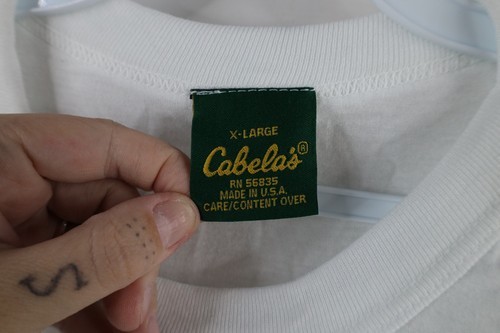 X-LARGE
Cabela's®
RN 56835
MADE IN U.S.A.
CARE/CONTENT OVER
S